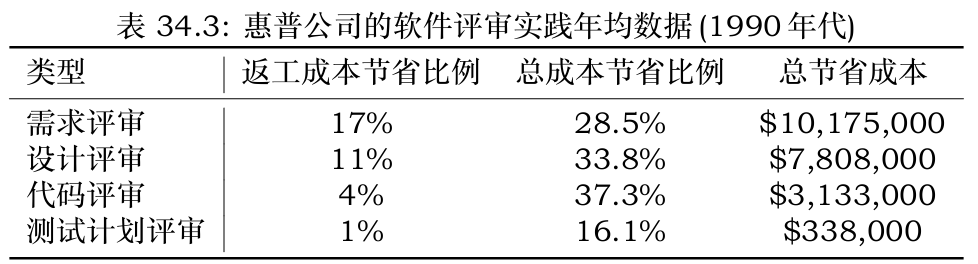 表 34.3: 惠普公司的软件评审实践年均数据 (1990 年代)
类型 返工成本节省比例 总成本节省比例 总节省成本
需求评审 17% 28.5% $10,175,000
设计评审 11% 33.8% $7,808,000
代码评审 4% 37.3% $3,133,000
测试计划评审 1% 16.1% $338,000